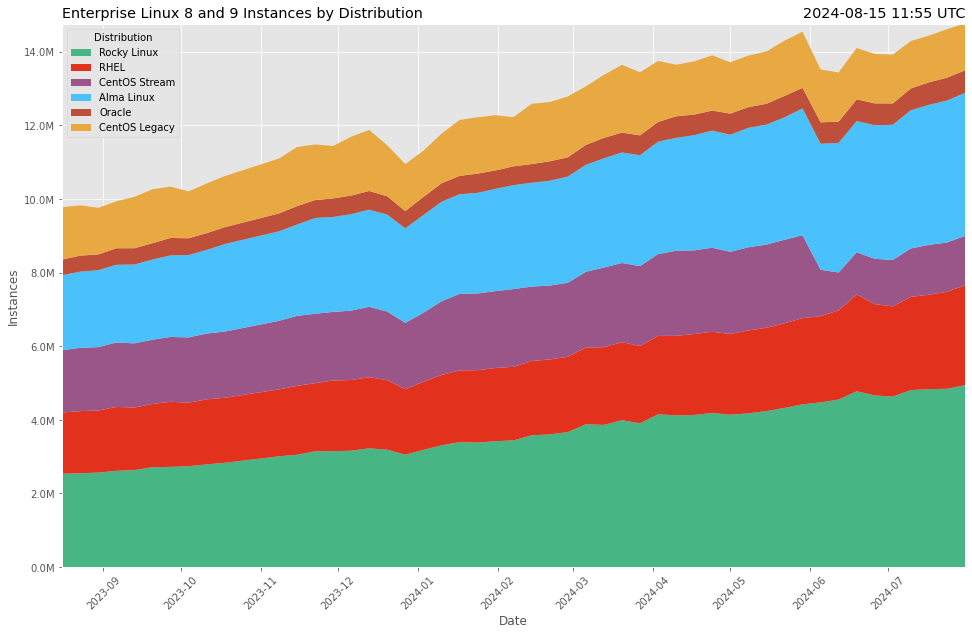 Enterprise Linux 8 and 9 Instances by Distribution
2024-08-15 11:55 UTC
Distribution
Rocky Linux
RHEL
CentOS Stream
Alma Linux
Oracle
CentOS Legacy
14.0M
12.0M
10.0M
8.0M
6.0M
4.0M
2.0M
0.0M
Instances
2023-09
2023-10
2023-11
2023-12
2024-01
2024-02
2024-03
2024-04
2024-05
2024-06
2024-07
Date